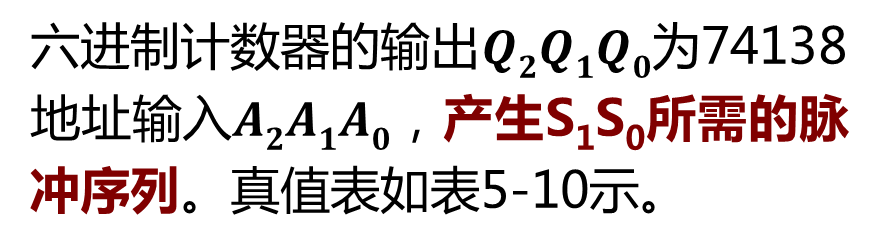 六进制计数器的输出Q₂Q₁Q₀为74138
地址输入A₂A₁A₀，产生S₁S₀所需的脉
冲序列。真值表如表5-10示。